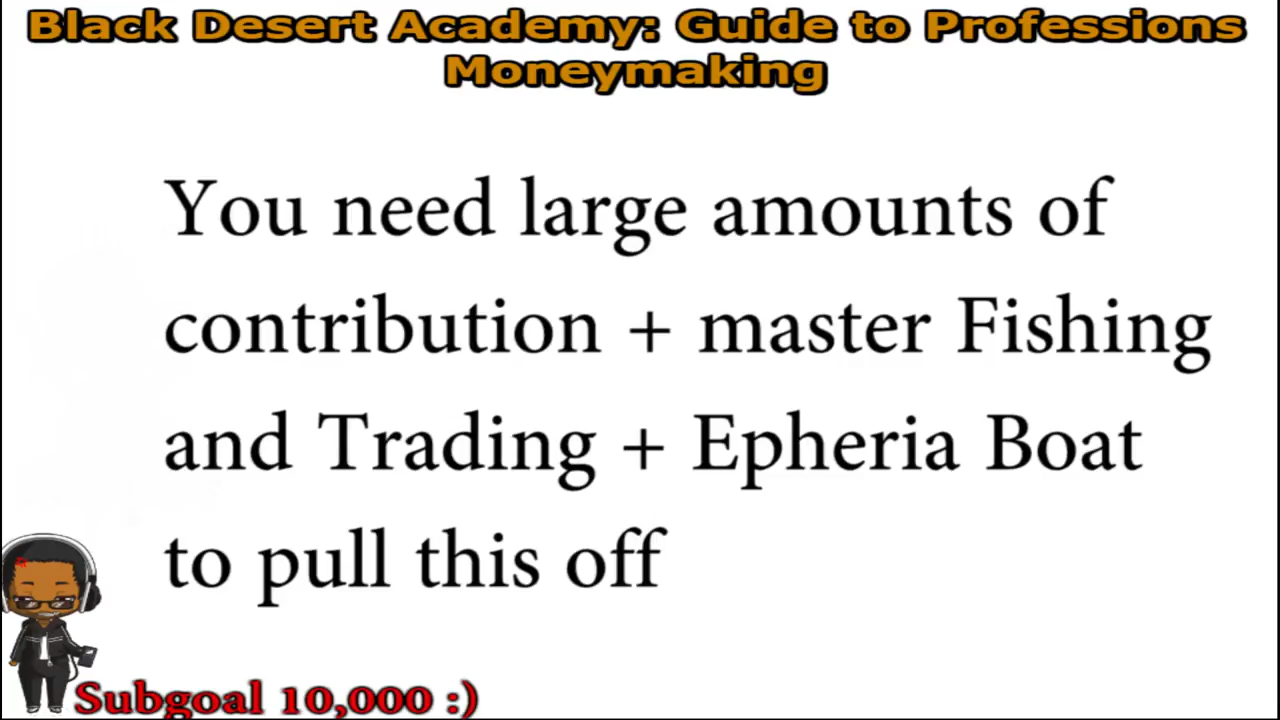 Black Desert Academy: Guide to Professions
Moneymaking
You need large amounts of
contribution + master Fishing
and Trading + Epheria Boat
to pull this off
Subgoal 10,000 :)